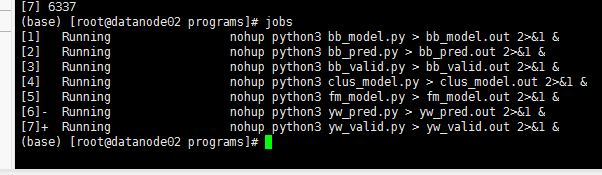 [7] 6337
(base) [root@datanode02 programs]# jobs
[1]   Running                 nohup python3 bb_model.py > bb_model.out 2>&1 &
[2]   Running                 nohup python3 bb_pred.py > bb_pred.out 2>&1 &
[3]   Running                 nohup python3 bb_valid.py > bb_valid.out 2>&1 &
[4]   Running                 nohup python3 clus_model.py > clus_model.out 2>&1 &
[5]   Running                 nohup python3 fm_model.py > fm_model.out 2>&1 &
[6]-  Running                 nohup python3 yw_pred.py > yw_pred.out 2>&1 &
[7]+  Running                 nohup python3 yw_valid.py > yw_valid.out 2>&1 &
(base) [root@datanode02 programs]#